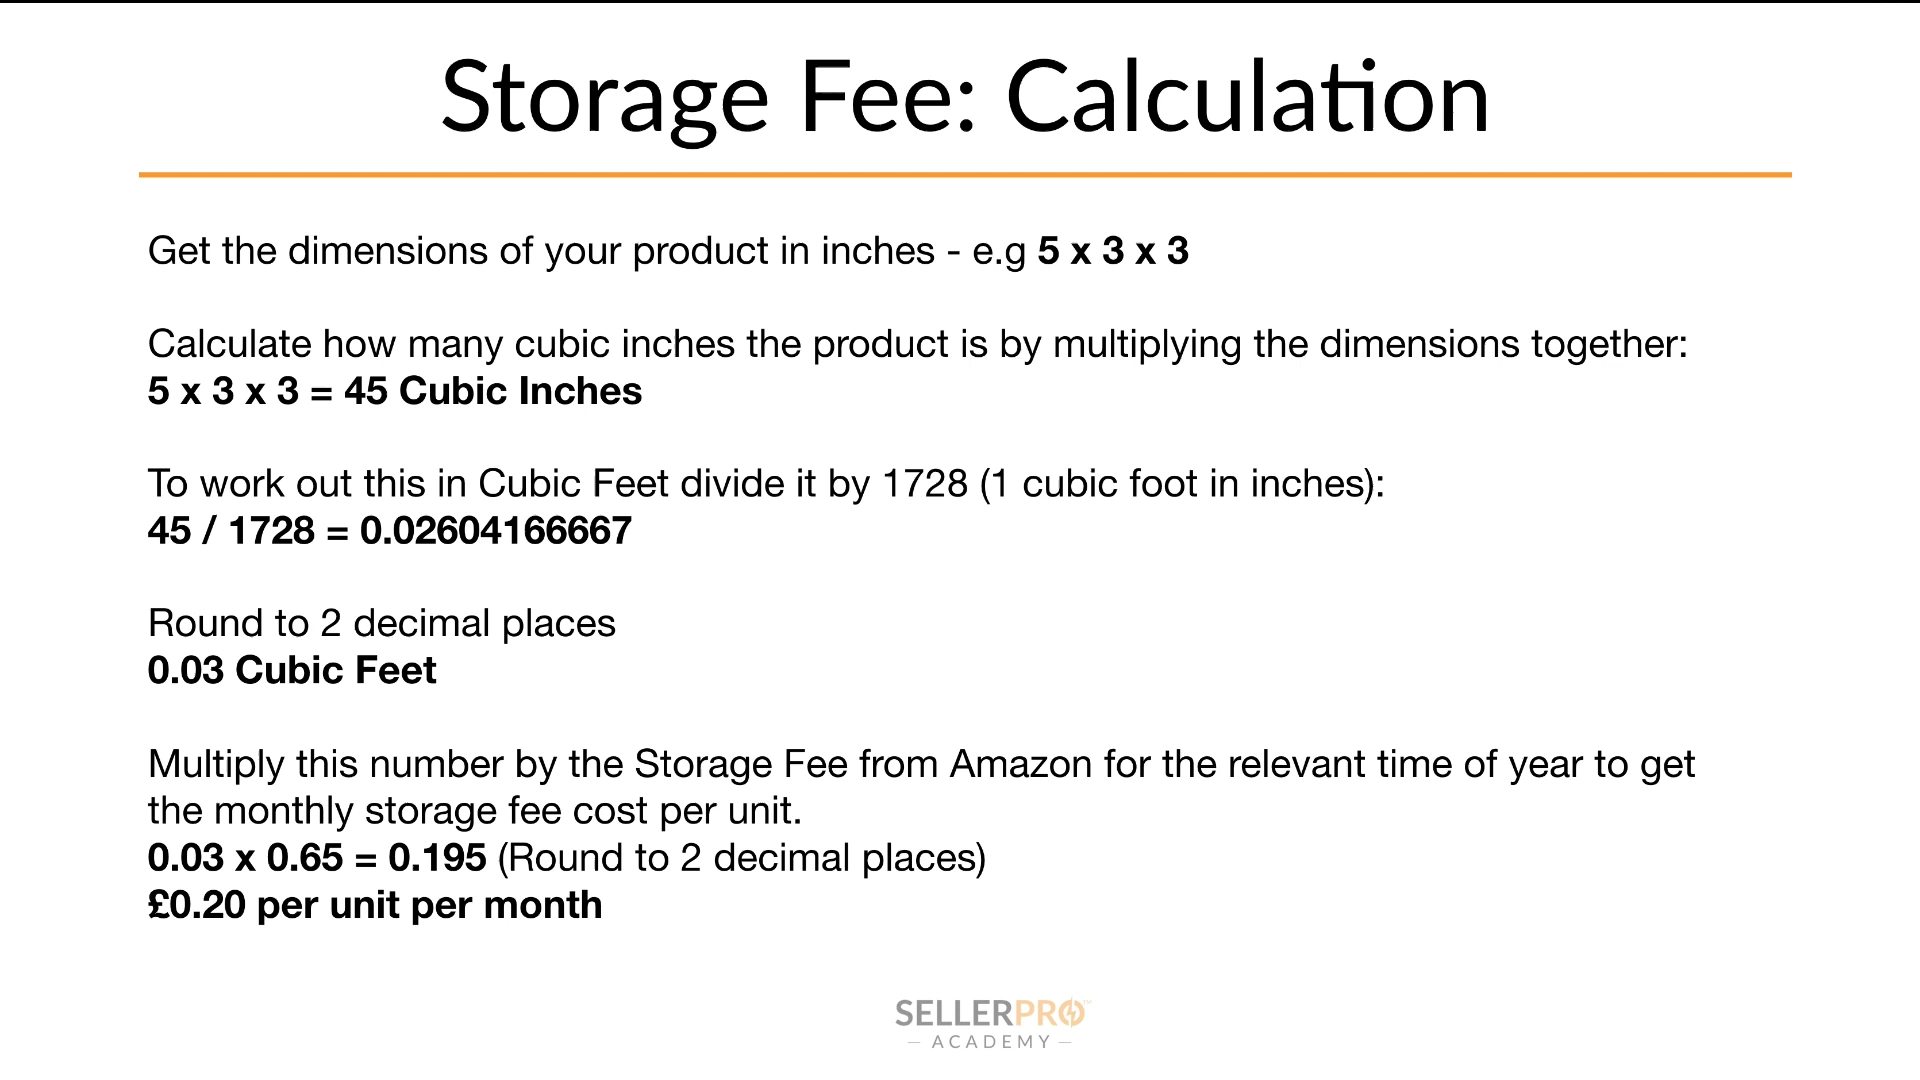 Storage Fee: Calculation
Get the dimensions of your product in inches - e.g 5 x 3 x 3
Calculate how many cubic inches the product is by multiplying the dimensions together:
5 x 3 x 3 = 45 Cubic Inches
To work out this in Cubic Feet divide it by 1728 (1 cubic foot in inches):
45 / 1728 = 0.02604166667
Round to 2 decimal places
0.03 Cubic Feet
Multiply this number by the Storage Fee from Amazon for the relevant time of year to get
the monthly storage fee cost per unit.
0.03 x 0.65 = 0.195 (Round to 2 decimal places)
£0.20 per unit per month
SELLERPRO™
ACADEMY